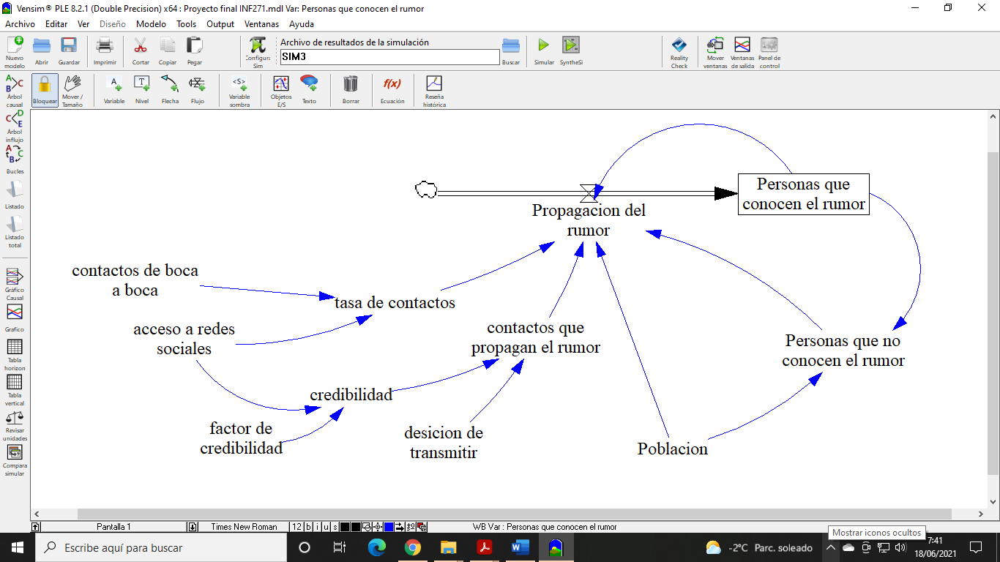 Vensim® PLE 8.2.1 (Double Precision) x64 : Proyecto final INF271.mdl Var: Personas que conocen el rumor
Archivo Editar Ver Diseño Modelo Tools Output Ventanas Ayuda
Nuevo modelo
Abrir
Guardar
Imprimir
Cortar
Copiar
Pegar
Configura Sim
Archivo de resultados de la simulación
SIM3
Buscar
Simular
SyntheSi
Reality Check
Mover ventanas
Ventanas de salida
Panel de control
Árbol causal
Bloquear
Mover / Tamaño
Variable
Nivel
Flecha
Flujo
Variable sombra
Objetos E/S
Texto
Borrar
f(x)
Ecuación
Reseña histórica
Árbol influjo
Bucles
Listado
Listado total
Gráfico Causal
Grafico
Tabla horizon
Tabla vertical
Revisar unidades
Compara simular
Personas que
conocen el rumor
Propagacion del
rumor
contactos de boca
a boca
tasa de contactos
acceso a redes
sociales
contactos que
propagan el rumor
Personas que no
conocen el rumor
credibilidad
factor de
credibilidad
desicion de
transmitir
Poblacion
Pantalla 1
Times New Roman
12 b i u s
WB Var : Personas que conocen el rumor
Mostrar iconos ocultos
Escribe aquí para buscar
-2°C Parc. soleado
7:41
18/06/2021